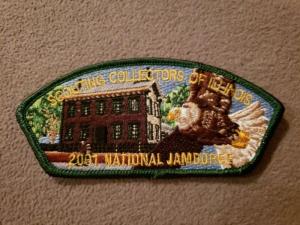 SCOUTING COLLECTORS OF ILLINOIS
2001 NATIONAL JAMBOREE